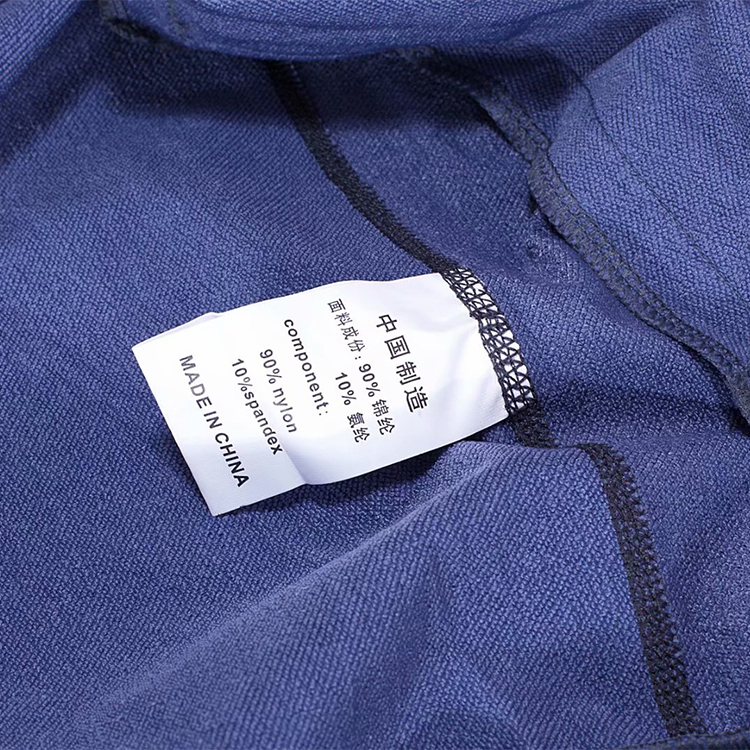 中国制造
面料成份：90%锦纶
10% 氨纶
component:
90% nylon
10%spandex
MADE IN CHINA